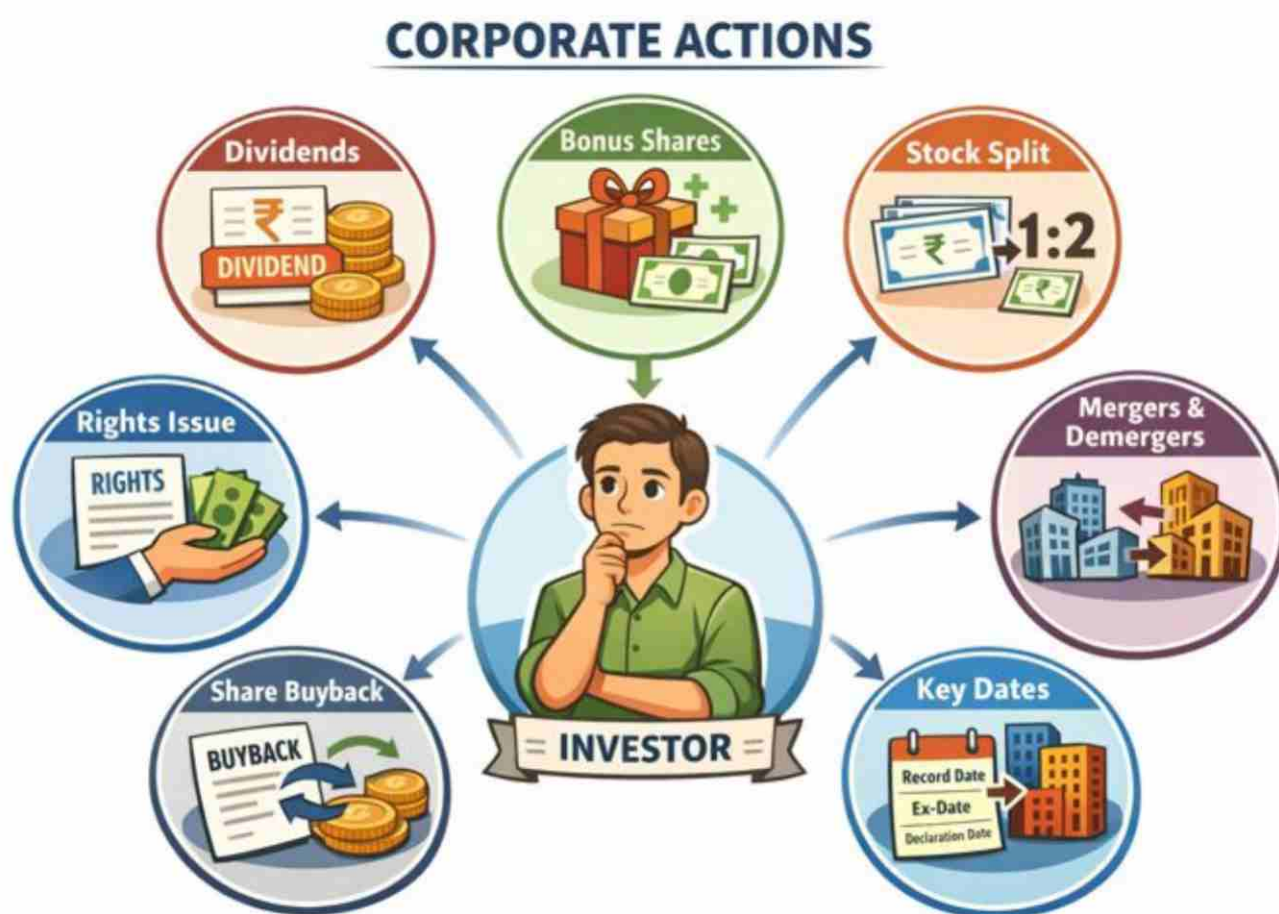 CORPORATE ACTIONS
Dividends
₹
DIVIDEND
Bonus Shares
Stock Split
₹
1:2
₹
Rights Issue
RIGHTS
Mergers &
Demergers
Share Buyback
BUYBACK
INVESTOR
Key Dates
Record Date
Ex-Date
Declaration Date